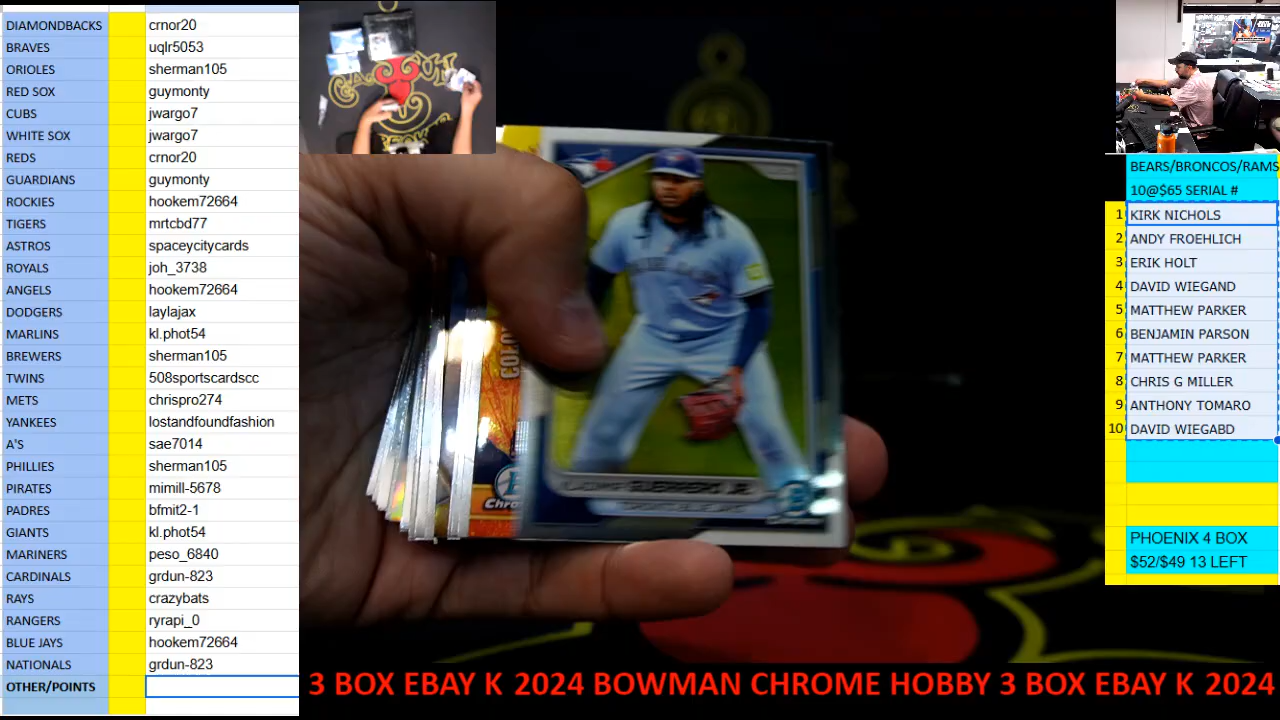 DIAMONDBACKS crnor20
BRAVES uqlr5053
ORIOLES sherman105
RED SOX guymonty
CUBS jwargo7
WHITE SOX jwargo7
REDS crnor20
GUARDIANS guymonty
ROCKIES hookem72664
TIGERS mrtcbd77
ASTROS spaceycitycards
ROYALS joh_3738
ANGELS hookem72664
DODGERS laylajax
MARLINS kl.phot54
BREWERS sherman105
TWINS 508sportscardscc
METS chrispro274
YANKEES lostandfoundfashion
A'S sae7014
PHILLIES sherman105
PIRATES mimill-5678
PADRES bfmit2-1
GIANTS kl.phot54
MARINERS peso_6840
CARDINALS grdun-823
RAYS crazybats
RANGERS ryrapi_0
BLUE JAYS hookem72664
NATIONALS grdun-823
OTHER/POINTS
GUERRERO JR.
BEARS/BRONCOS/RAMS
10@$65 SERIAL #
1 KIRK NICHOLS
2 ANDY FROEHLICH
3 ERIK HOLT
4 DAVID WIEGAND
5 MATTHEW PARKER
6 BENJAMIN PARSON
7 MATTHEW PARKER
8 CHRIS G MILLER
9 ANTHONY TOMARO
10 DAVID WIEGABD
PHOENIX 4 BOX
$52/$49 13 LEFT
3 BOX EBAY K 2024 BOWMAN CHROME HOBBY 3 BOX EBAY K 2024